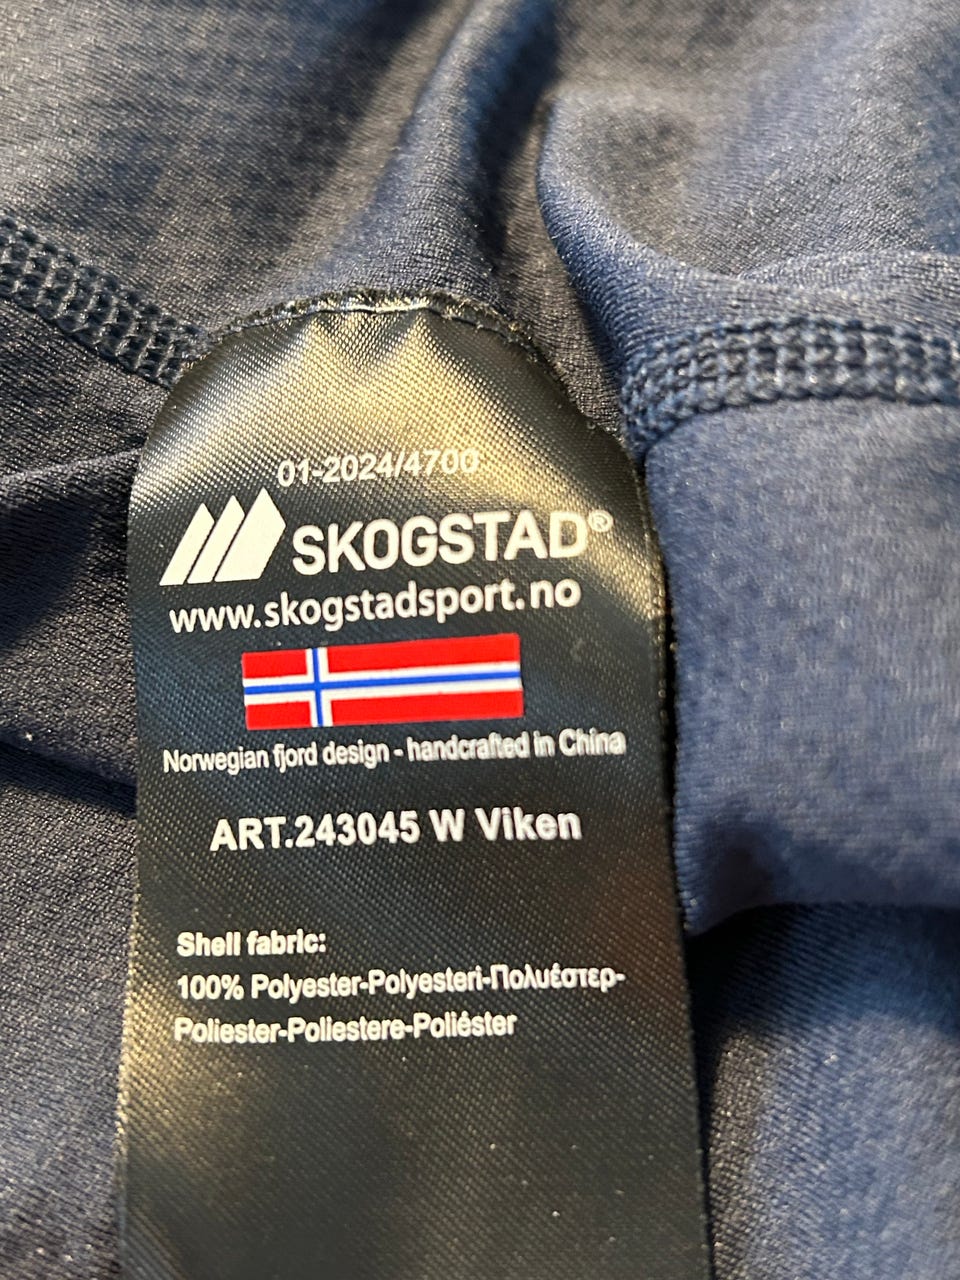 01-2024/4700
SKOGSTAD®
www.skogstadsport.no
Norwegian fjord design - handcrafted in China
ART.243045 W Viken
Shell fabric:
100% Polyester-Polyesteri-Πολυέστερ-
Poliester-Poliestere-Poliéster